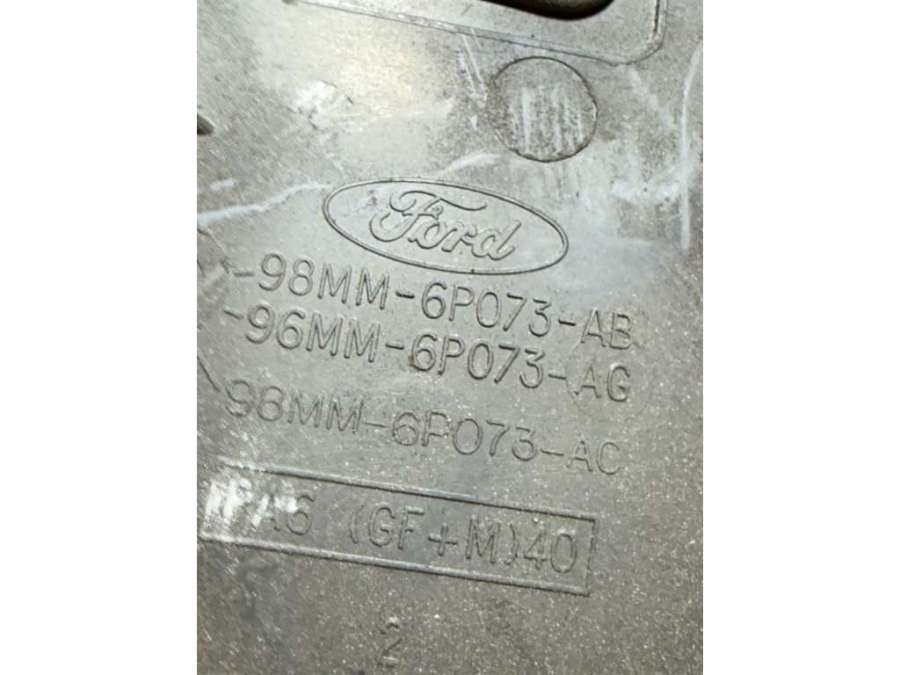 Ford
-98MM-6P073-AB
-96MM-6P073-AG
98MM-6P073-AC
PA6 (GF+M)40
2